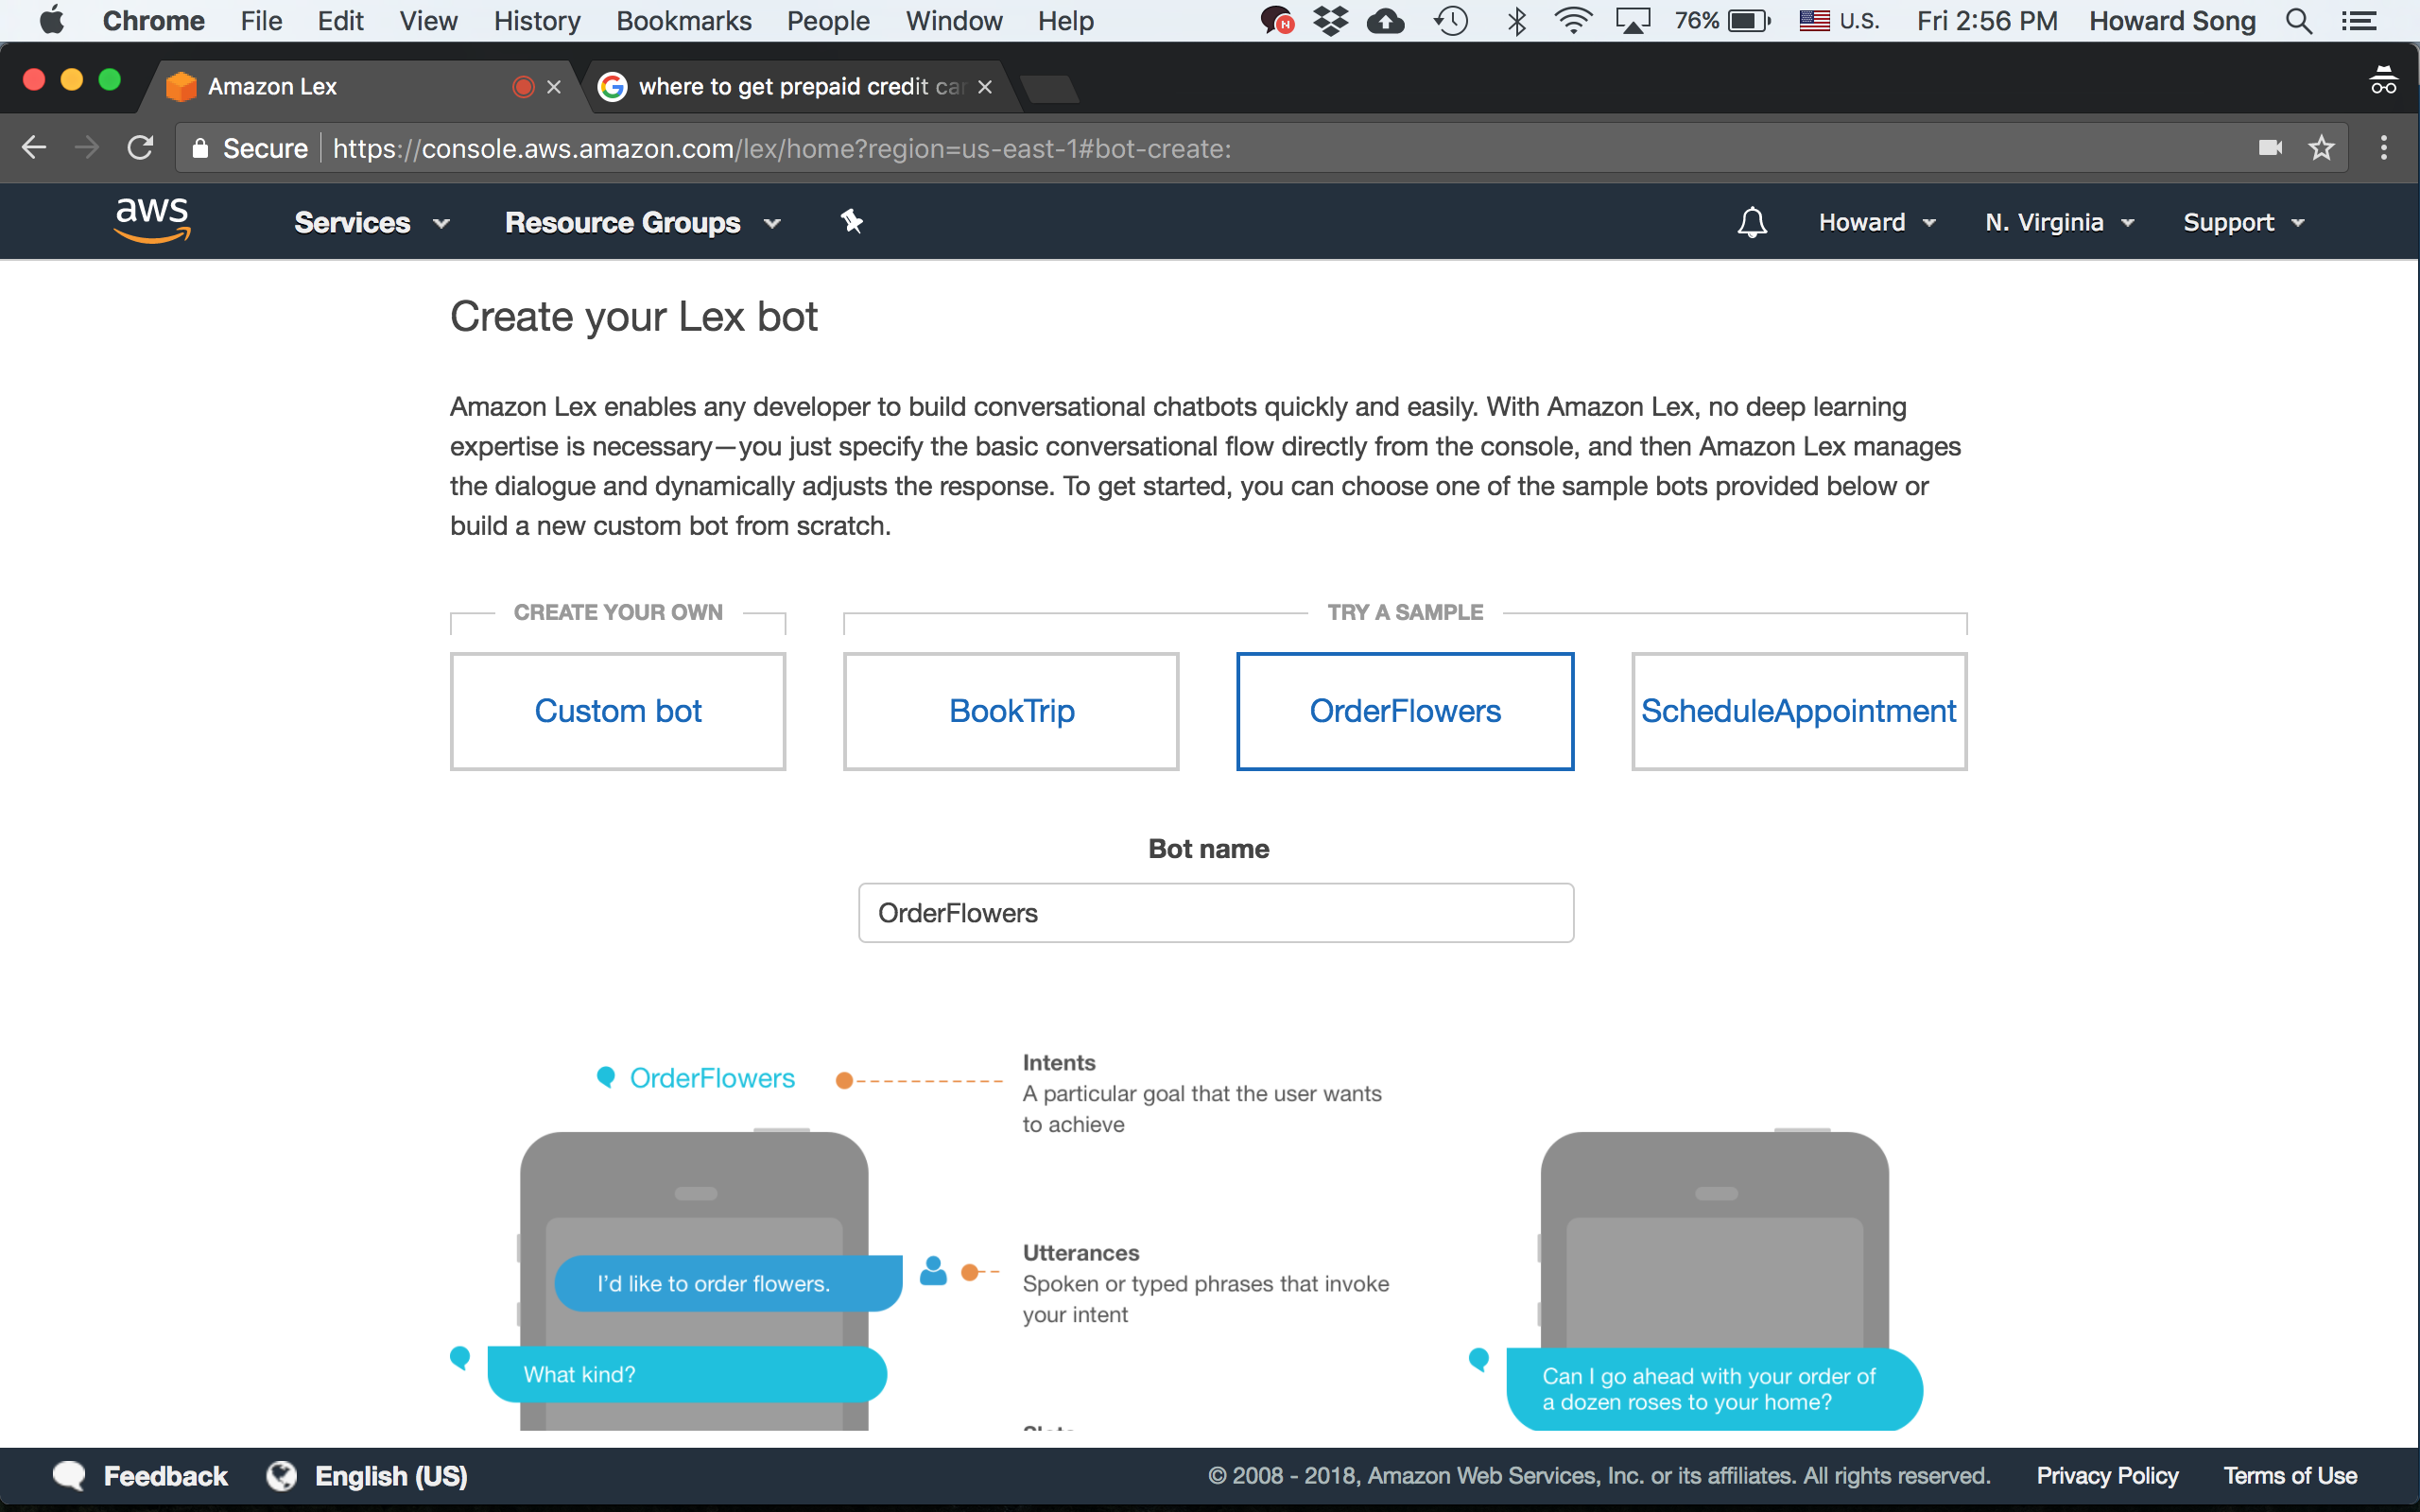 Chrome File Edit View History Bookmarks People Window Help 76% U.S. Fri 2:56 PM Howard Song
Amazon Lex where to get prepaid credit car
Secure https://console.aws.amazon.com/lex/home?region=us-east-1#bot-create:
aws Services Resource Groups Howard N. Virginia Support
Create your Lex bot
Amazon Lex enables any developer to build conversational chatbots quickly and easily. With Amazon Lex, no deep learning
expertise is necessary—you just specify the basic conversational flow directly from the console, and then Amazon Lex manages
the dialogue and dynamically adjusts the response. To get started, you can choose one of the sample bots provided below or
build a new custom bot from scratch.
CREATE YOUR OWN TRY A SAMPLE
Custom bot BookTrip OrderFlowers ScheduleAppointment
Bot name
OrderFlowers
OrderFlowers
Intents
A particular goal that the user wants
to achieve
I'd like to order flowers.
Utterances
Spoken or typed phrases that invoke
your intent
What kind?
Can I go ahead with your order of
a dozen roses to your home?
Feedback English (US) © 2008 - 2018, Amazon Web Services, Inc. or its affiliates. All rights reserved. Privacy Policy Terms of Use